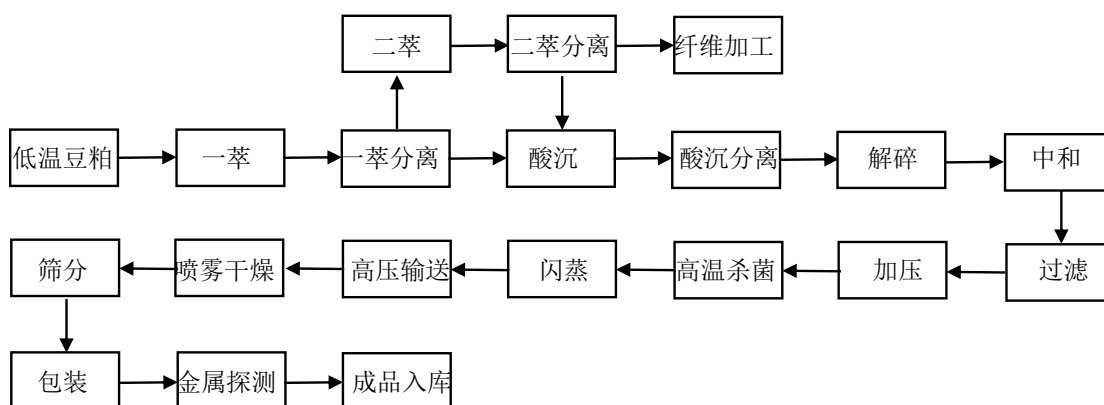 二萃
二萃分离
纤维加工
低温豆粕
一萃
一萃分离
酸沉
酸沉分离
解碎
中和
筛分
喷雾干燥
高压输送
闪蒸
高温杀菌
加压
过滤
包装
金属探测
成品入库